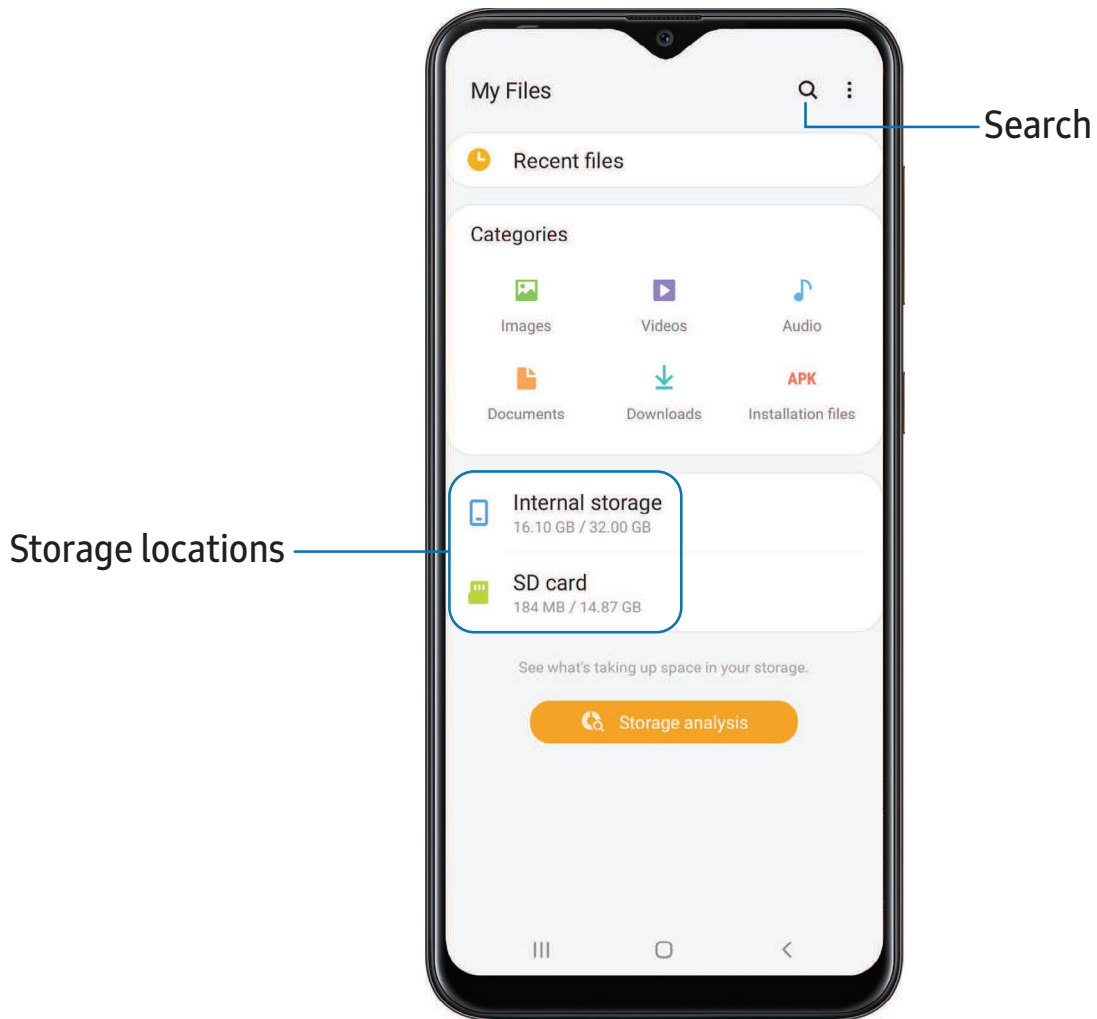 My Files
Search
Recent files
Categories
Images Videos Audio
APK
Documents Downloads Installation files
Internal storage
16.10 GB / 32.00 GB
Storage locations
SD card
184 MB / 14.87 GB
See what's taking up space in your storage.
Storage analysis